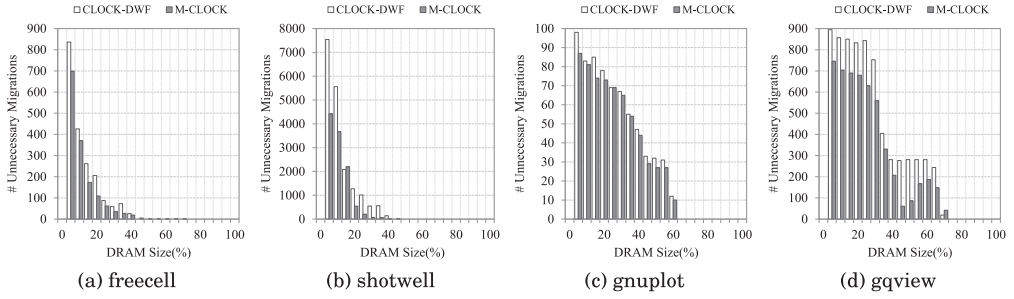 CLOCK-DWF M-CLOCK
# Unnecessary Migrations
900
800
700
600
500
400
300
200
100
0
0 20 40 60 80 100
DRAM Size(%)
(a) freecell
CLOCK-DWF M-CLOCK
# Unnecessary Migrations
8000
7000
6000
5000
4000
3000
2000
1000
0
0 20 40 60 80 100
DRAM Size(%)
(b) shotwell
CLOCK-DWF M-CLOCK
# Unnecessary Migrations
100
90
80
70
60
50
40
30
20
10
0
0 20 40 60 80 100
DRAM Size(%)
(c) gnuplot
CLOCK-DWF M-CLOCK
# Unnecessary Migrations
900
800
700
600
500
400
300
200
100
0
0 20 40 60 80 100
DRAM Size(%)
(d) gqview